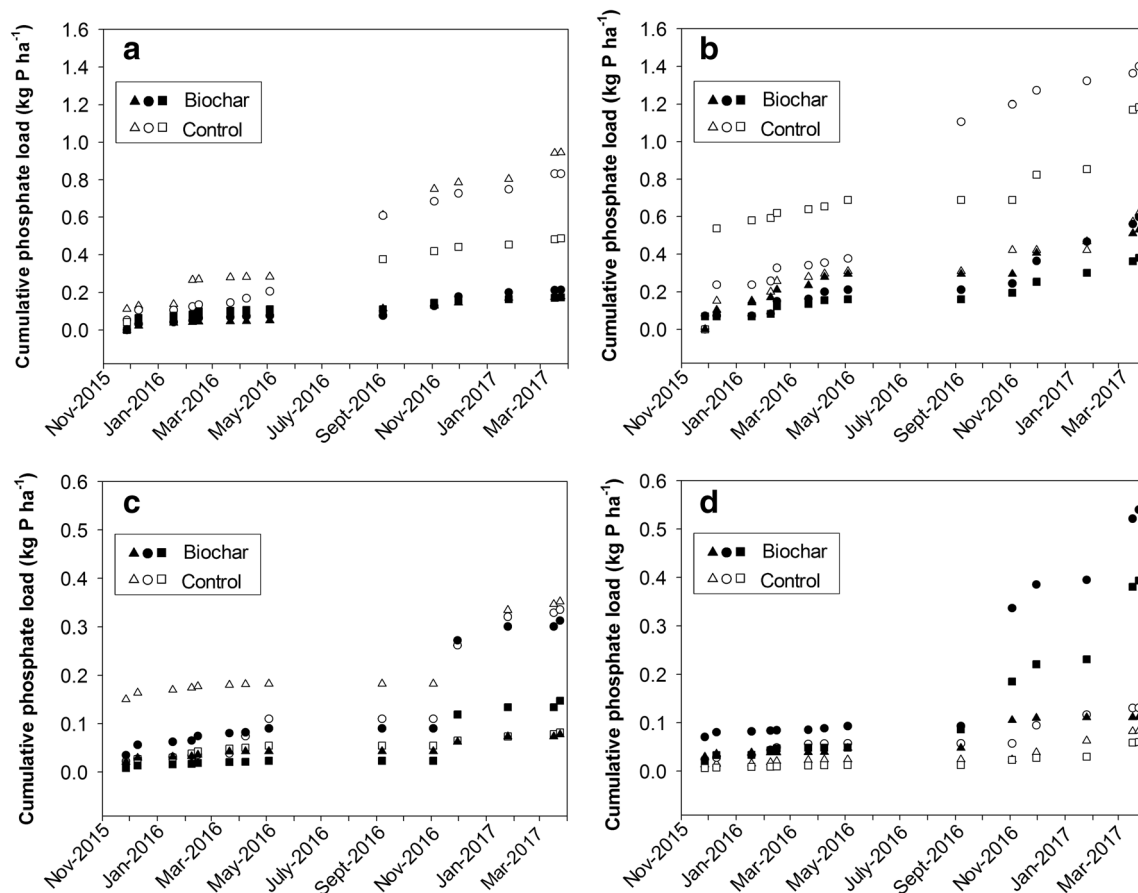 a
Cumulative phosphate load (kg P ha⁻¹)
1.6
1.4
1.2
1.0
0.8
0.6
0.4
0.2
0.0
Biochar
Control
Nov-2015
Jan-2016
Mar-2016
May-2016
July-2016
Sept-2016
Nov-2016
Jan-2017
Mar-2017
b
Cumulative phosphate load (kg P ha⁻¹)
1.6
1.4
1.2
1.0
0.8
0.6
0.4
0.2
0.0
Biochar
Control
Nov-2015
Jan-2016
Mar-2016
May-2016
July-2016
Sept-2016
Nov-2016
Jan-2017
Mar-2017
c
Cumulative phosphate load (kg P ha⁻¹)
0.6
0.5
0.4
0.3
0.2
0.1
0.0
Biochar
Control
Nov-2015
Jan-2016
Mar-2016
May-2016
July-2016
Sept-2016
Nov-2016
Jan-2017
Mar-2017
d
Cumulative phosphate load (kg P ha⁻¹)
0.6
0.5
0.4
0.3
0.2
0.1
0.0
Biochar
Control
Nov-2015
Jan-2016
Mar-2016
May-2016
July-2016
Sept-2016
Nov-2016
Jan-2017
Mar-2017